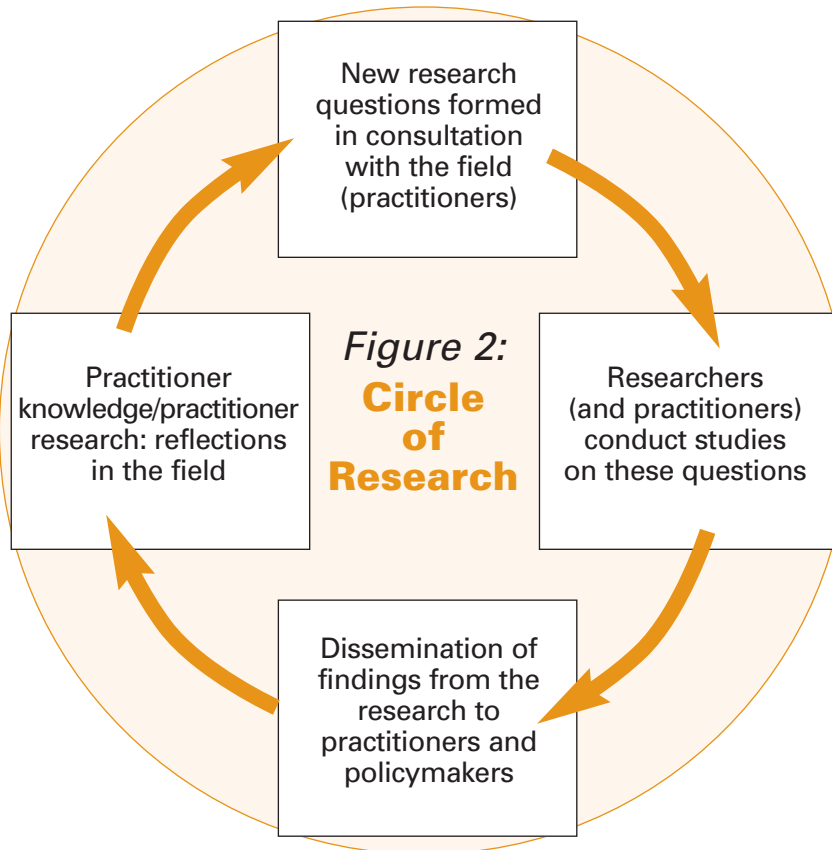 New research
questions formed
in consultation
with the field
(practitioners)
Figure 2:
Circle
of
Research
Practitioner
knowledge/practitioner
research: reflections
in the field
Researchers
(and practitioners)
conduct studies
on these questions
Dissemination of
findings from the
research to
practitioners and
policymakers